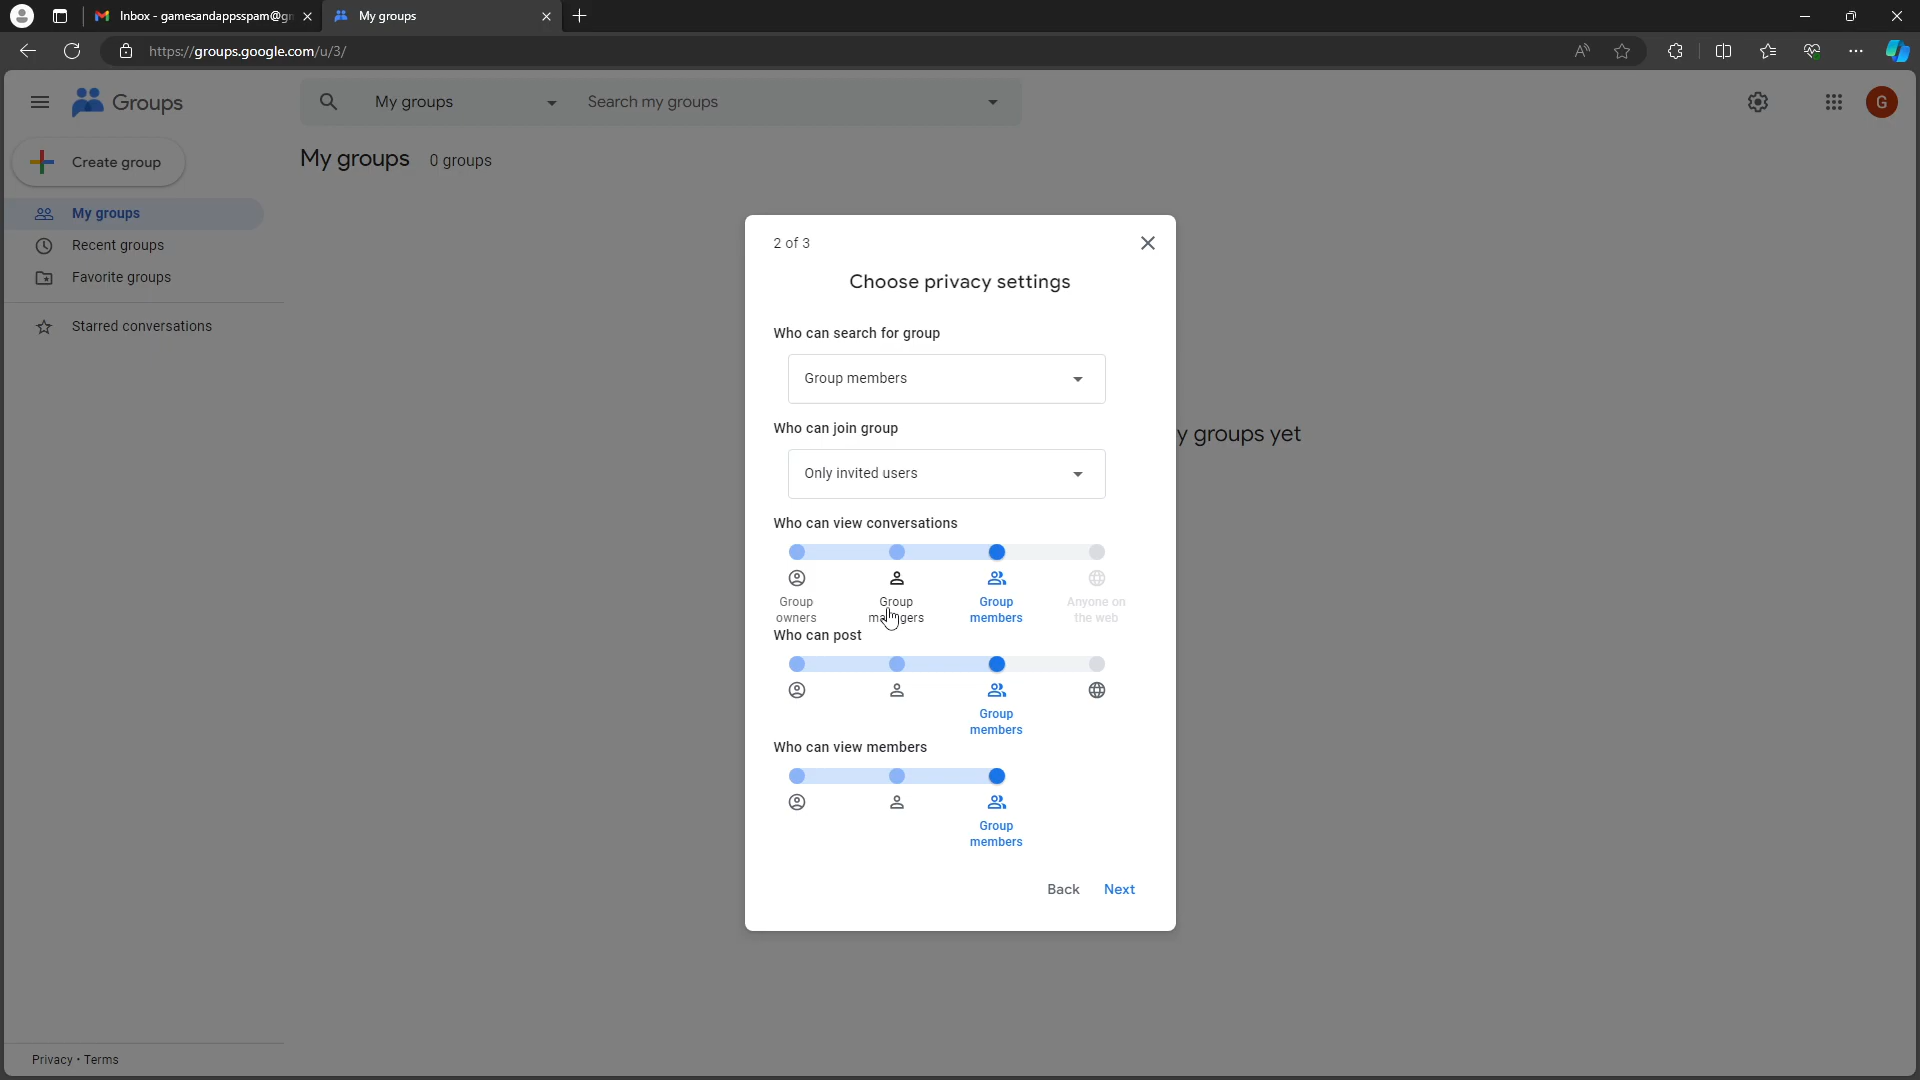 Inbox - gamesandappsspam@g
My groups
https://groups.google.com/u/3/
Groups
My groups
Search my groups
G
Create group
My groups 0 groups
My groups
Recent groups
Favorite groups
Starred conversations
2 of 3
Choose privacy settings
Who can search for group
Group members
Who can join group
y groups yet
Only invited users
Who can view conversations
Group owners
Group managers
Group members
Anyone on the web
Who can post
Group members
Who can view members
Group members
Back Next
Privacy • Terms